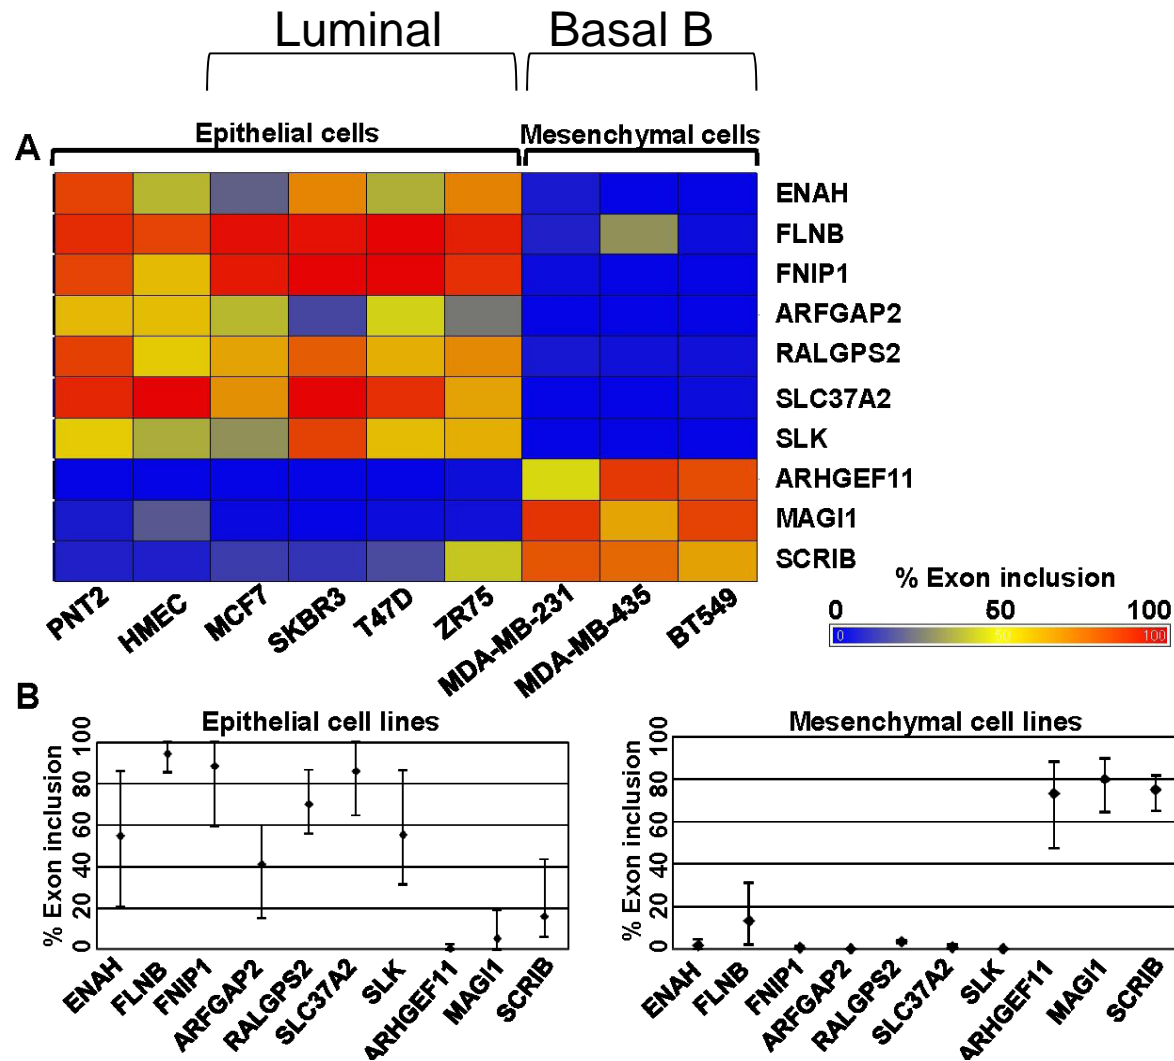 Luminal Basal B
A Epithelial cells Mesenchymal cells
ENAH
FLNB
FNIP1
ARFGAP2
RALGPS2
SLC37A2
SLK
ARHGEF11
MAGI1
SCRIB
PNT2 HMEC MCF7 SKBR3 T47D ZR75 MDA-MB-231 MDA-MB-435 BT549
% Exon inclusion
0 50 100
0 50 100
B
Epithelial cell lines
% Exon inclusion
100
80
60
40
20
0
ENAH FLNB FNIP1 ARFGAP2 RALGPS2 SLC37A2 SLK ARHGEF11 MAGI1 SCRIB
Mesenchymal cell lines
% Exon inclusion
100
80
60
40
20
0
ENAH FLNB FNIP1 ARFGAP2 RALGPS2 SLC37A2 SLK ARHGEF11 MAGI1 SCRIB